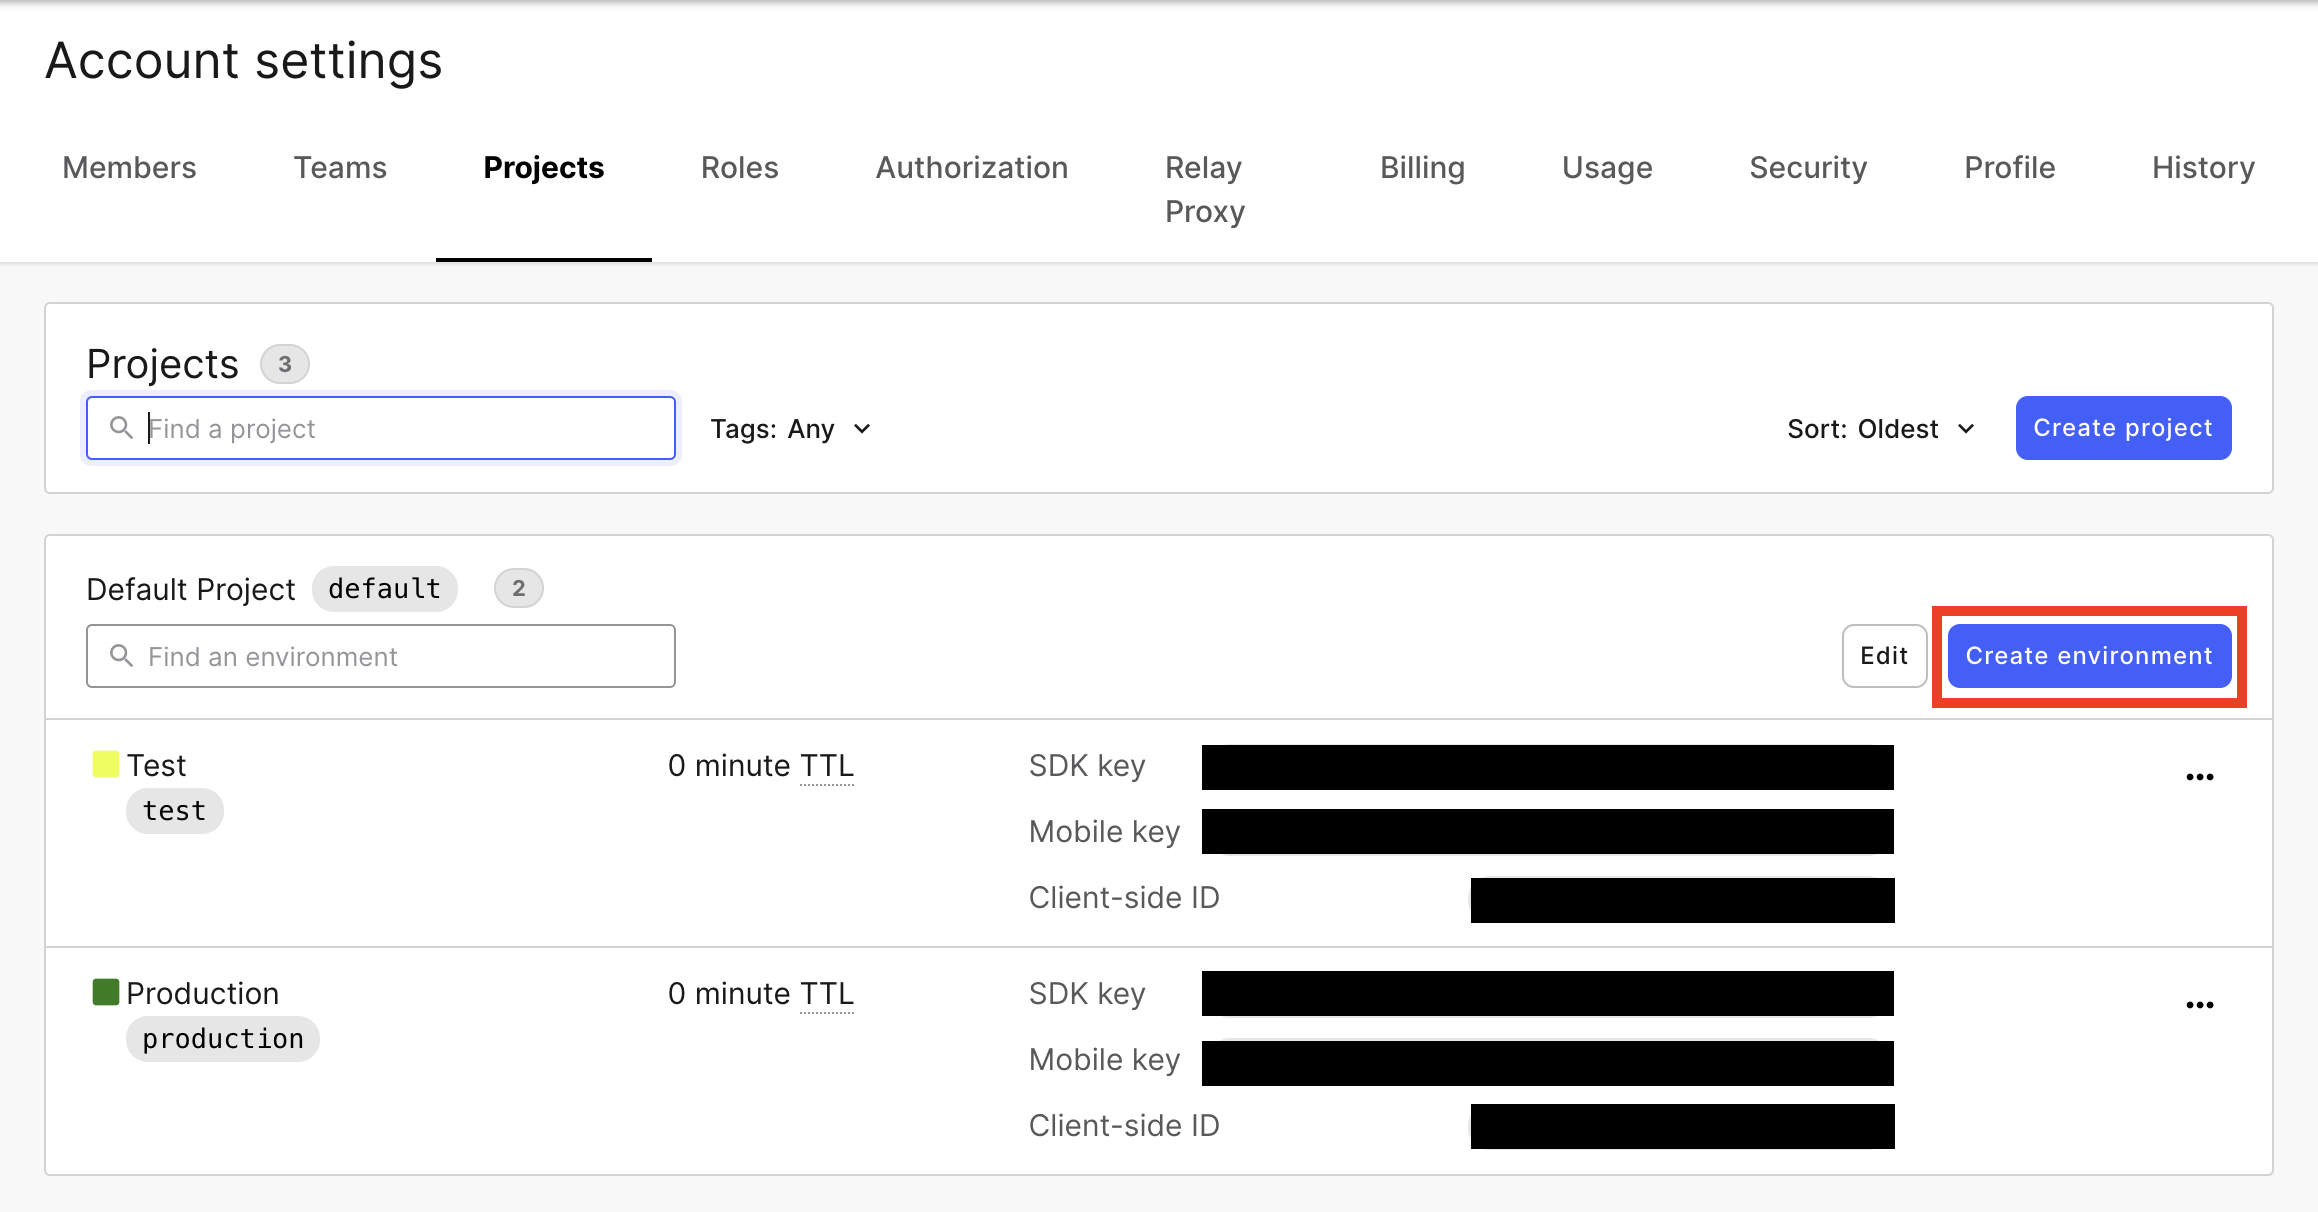 Account settings
Members Teams Projects Roles Authorization Relay Proxy Billing Usage Security Profile History
Projects 3
Find a project Tags: Any Sort: Oldest Create project
Default Project default 2
Find an environment Edit Create environment
Test 0 minute TTL SDK key
test
Mobile key
Client-side ID
Production 0 minute TTL SDK key
production
Mobile key
Client-side ID